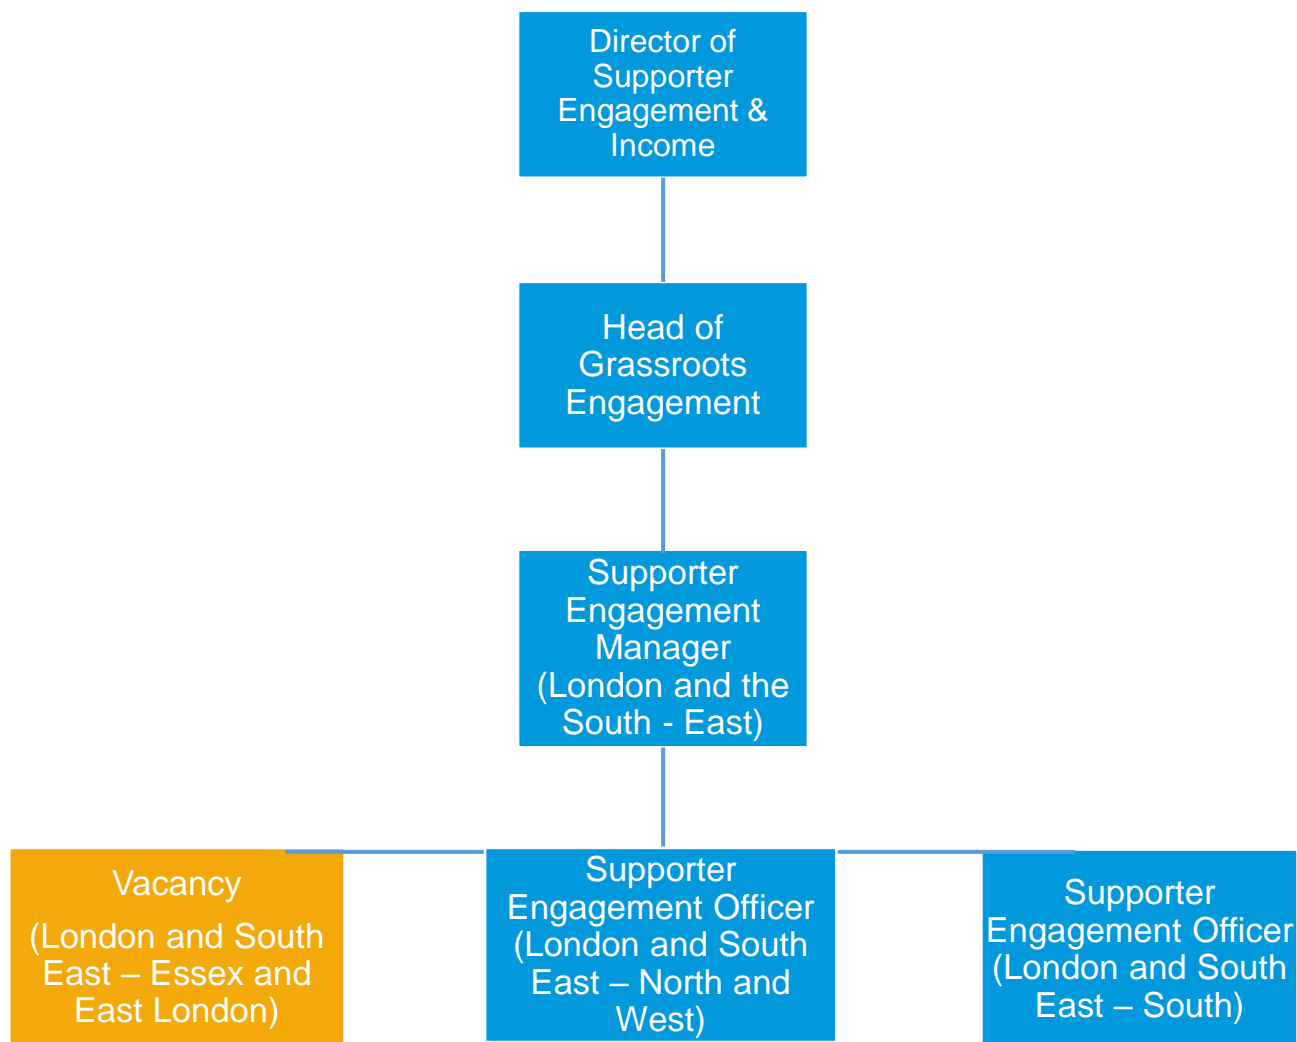 Director of
Supporter
Engagement &
Income
Head of
Grassroots
Engagement
Supporter
Engagement
Manager
(London and the
South - East)
Vacancy
(London and South
East – Essex and
East London)
Supporter
Engagement Officer
(London and South
East – North and
West)
Supporter
Engagement Officer
(London and South
East – South)